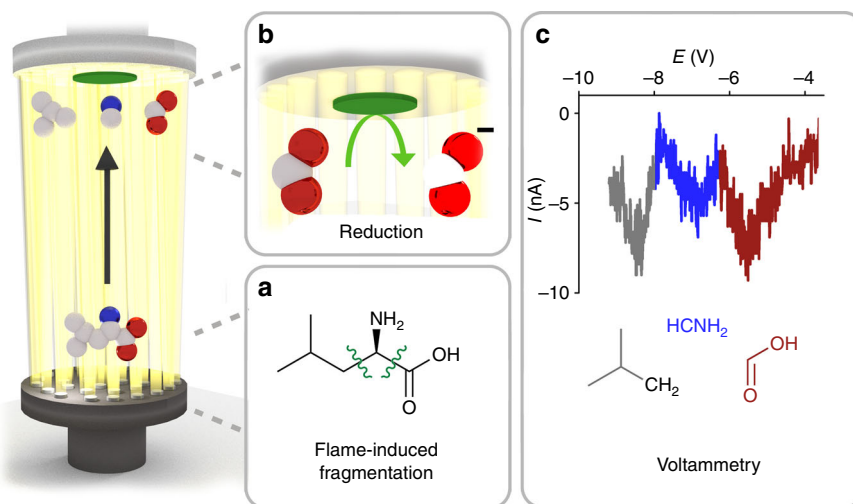 b
Reduction
a
NH2
OH
O
Flame-induced
fragmentation
c
E (V)
−10 −8 −6 −4
0
−5
−10
I (nA)
HCNH2
CH2
OH
O
Voltammetry